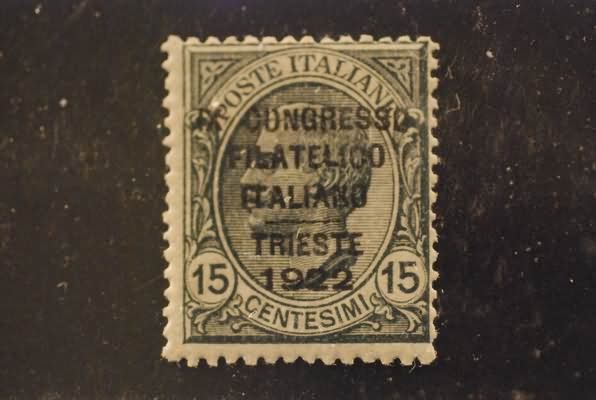 POSTE ITALIANE
IX CONGRESSO
FILATELICO
ITALIANO
TRIESTE
1922
15 15
CENTESIMI